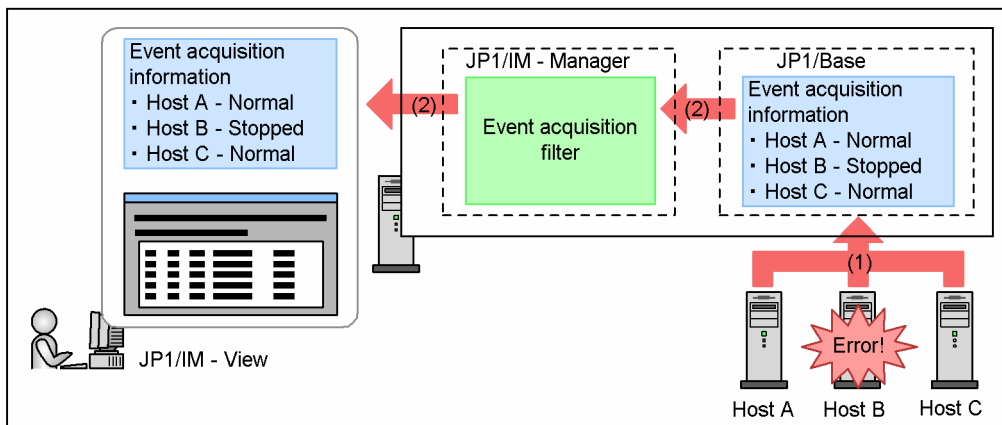 Event acquisition
information
・Host A - Normal
・Host B - Stopped
・Host C - Normal
JP1/IM - View
(2)
JP1/IM - Manager
Event acquisition
filter
(2)
JP1/Base
Event acquisition
information
・Host A - Normal
・Host B - Stopped
・Host C - Normal
(1)
Error!
Host A
Host B
Host C